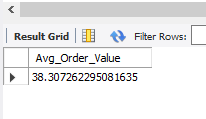 Result Grid Filter Rows:
Avg_Order_Value
38.307262295081635